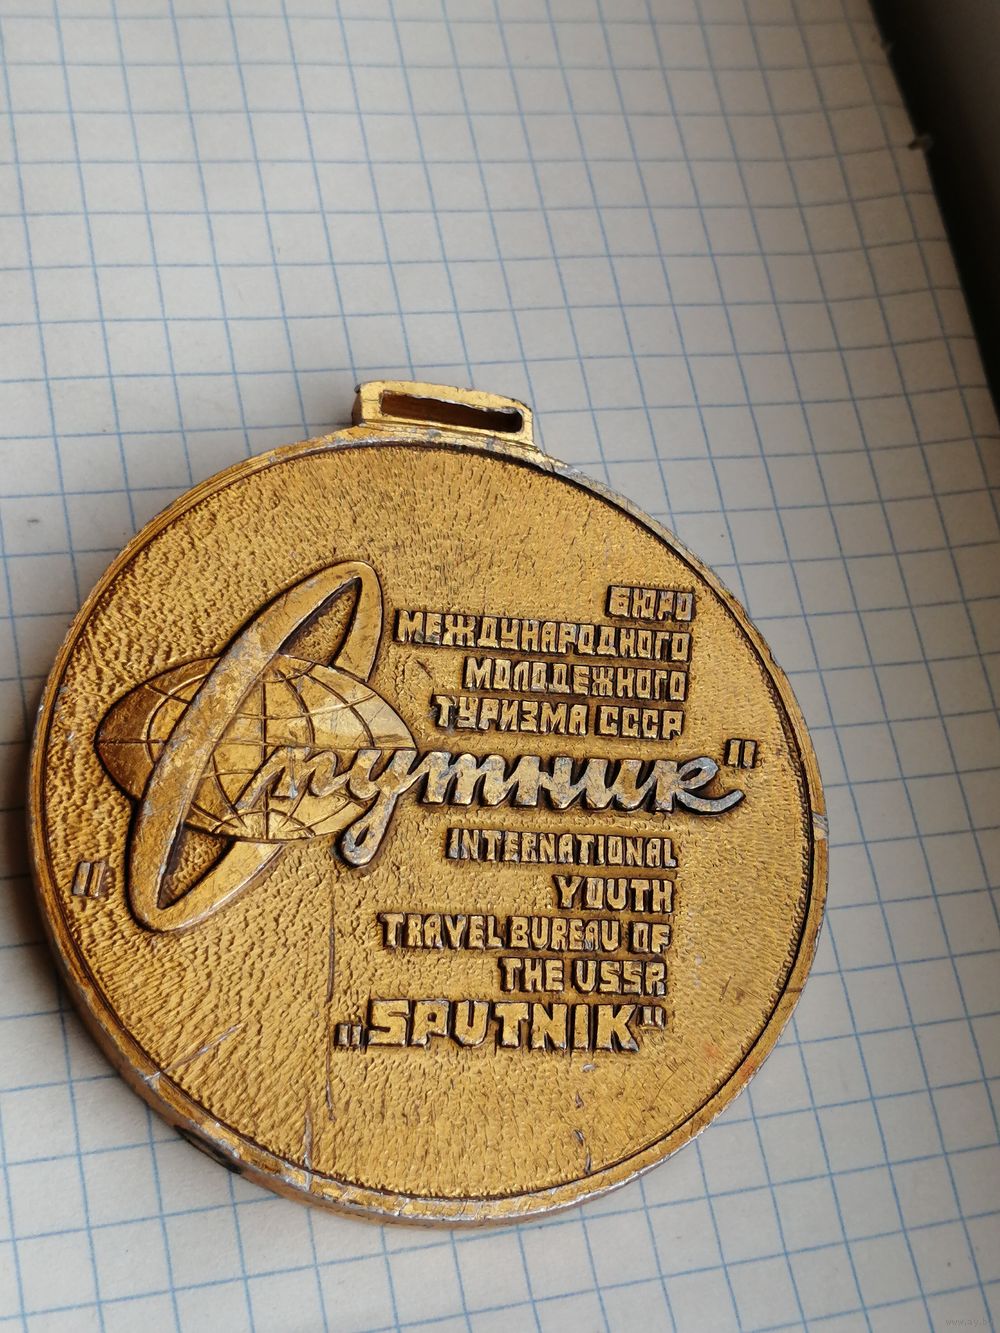 БЮРО
МЕЖДУНАРОДНОГО
МОЛОДЕЖНОГО
ТУРИЗМА СССР
"Спутник"
INTERNATIONAL
YOUTH
TRAVEL BUREAU OF
THE USSR
„SPUTNIK"